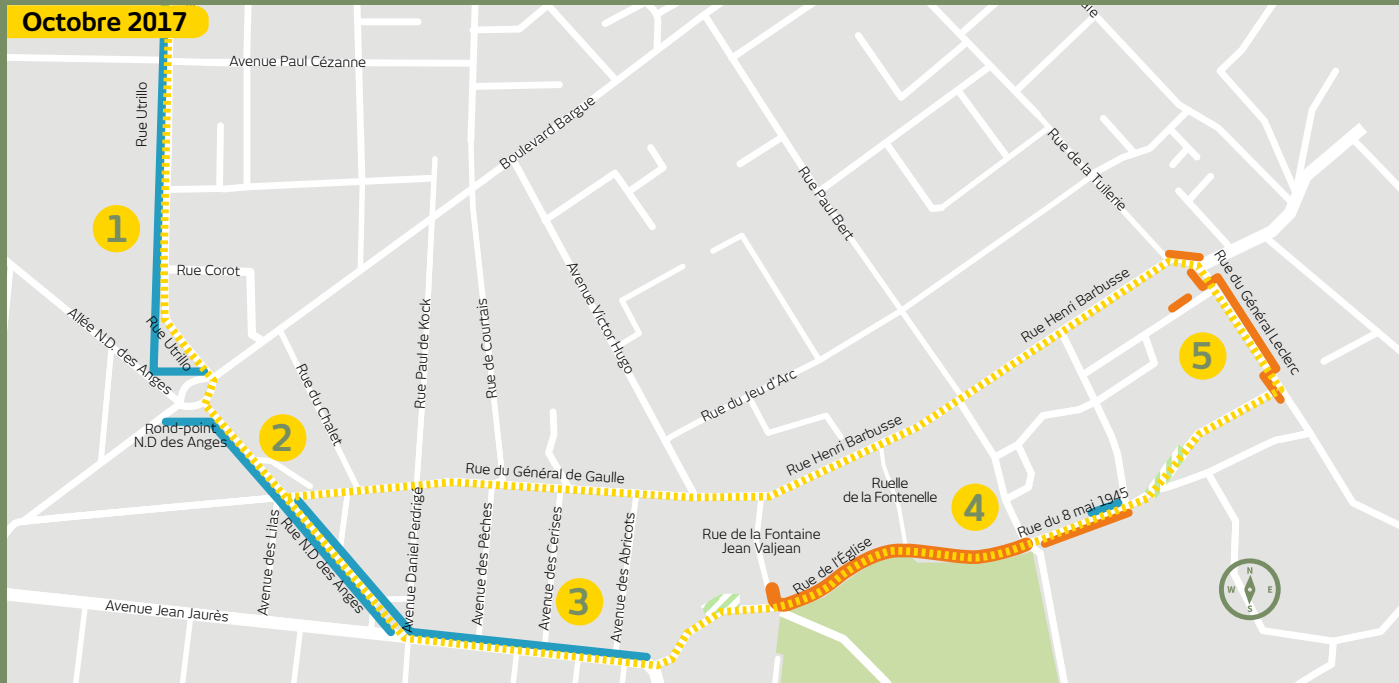 Octobre 2017
Avenue Paul Cézanne
Rue Utrillo
Boulevard Bargue
Rue de la Tuilerie
Rue Paul Bert
1
Rue Corot
Allée N.D. des Anges
Rue Utrillo
Rue du Chalet
Rue Paul de Kock
Rue de Courtais
Avenue Victor Hugo
Rue Henri Barbusse
Rue du Général Leclerc
5
Rue du Jeu d'Arc
Rond-point
N.D des Anges
2
Rue du Général de Gaulle
Rue Henri Barbusse
Ruelle
de la Fontenelle
4
Rue du 8 mai 1945
Avenue des Lilas
Rue N.D des Anges
Avenue Daniel Perdrigé
Avenue des Pêches
Avenue des Cerises
Avenue des Abricots
3
Rue de la Fontaine
Jean Valjean
Rue de l'Église
Avenue Jean Jaurès
N
W E
S